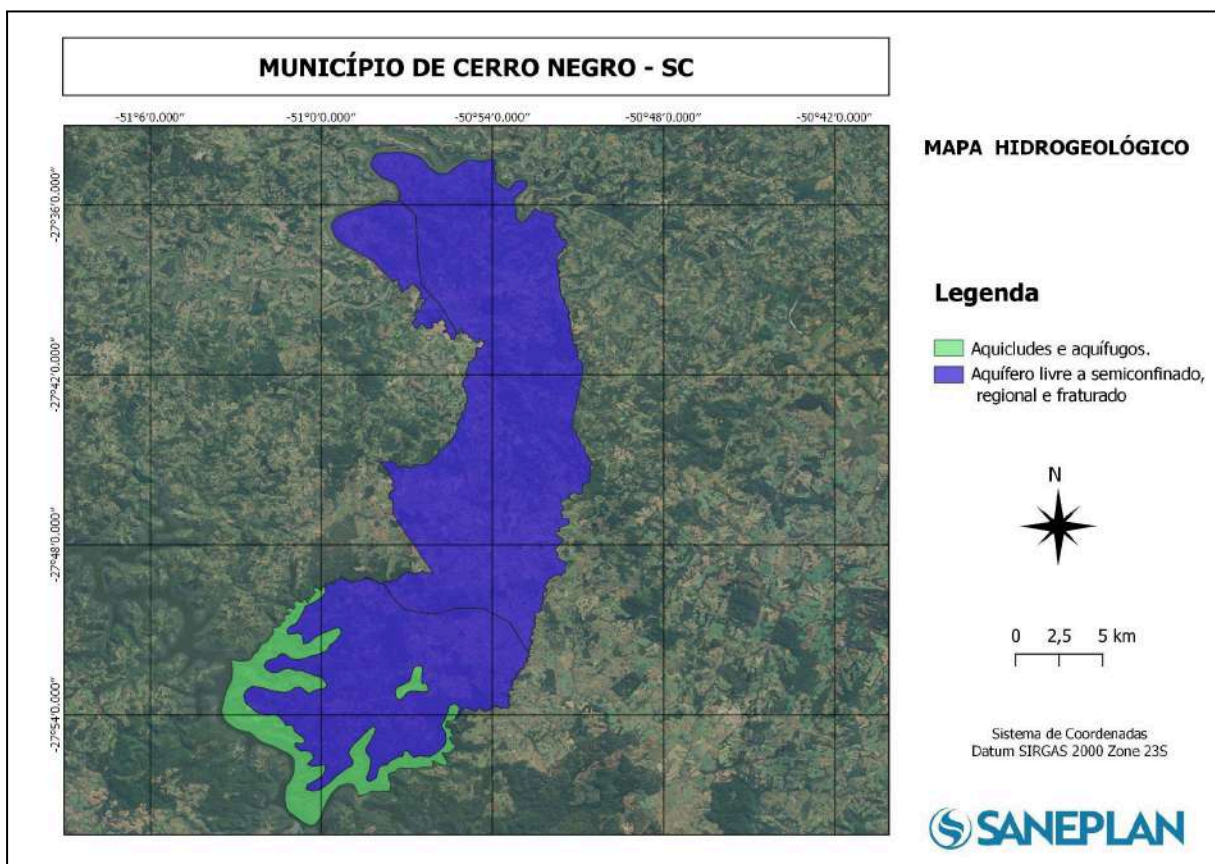 MUNICÍPIO DE CERRO NEGRO - SC
-51°6'0.000" -51°0'0.000" -50°54'0.000" -50°48'0.000" -50°42'0.000"
-27°36'0.000"
-27°42'0.000"
-27°48'0.000"
-27°54'0.000"
MAPA HIDROGEOLÓGICO
Legenda
Aquicludes e aquífugos.
Aquífero livre a semiconfinado,
regional e fraturado
N
0 2,5 5 km
Sistema de Coordenadas
Datum SIRGAS 2000 Zone 23S
SANEPLAN